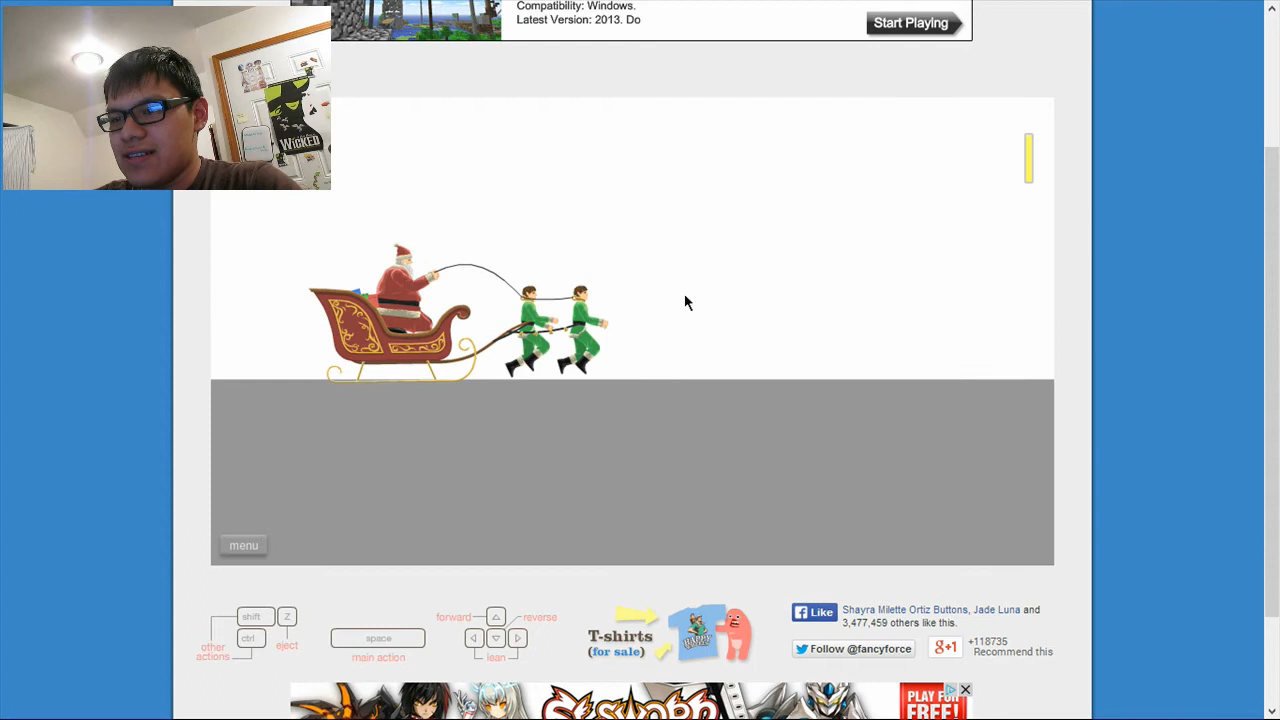 Compatibility: Windows.
Latest Version: 2013. Do
Start Playing
WICKED
menu
shift
Z
ctrl
other
actions
eject
space
main action
forward
reverse
lean
T-shirts
(for sale)
Like
Shayra Milette Ortiz Buttons, Jade Luna and
3,477,459 others like this.
Follow @fancyforce
+118735
Recommend this
PLAY FOR
FREE!